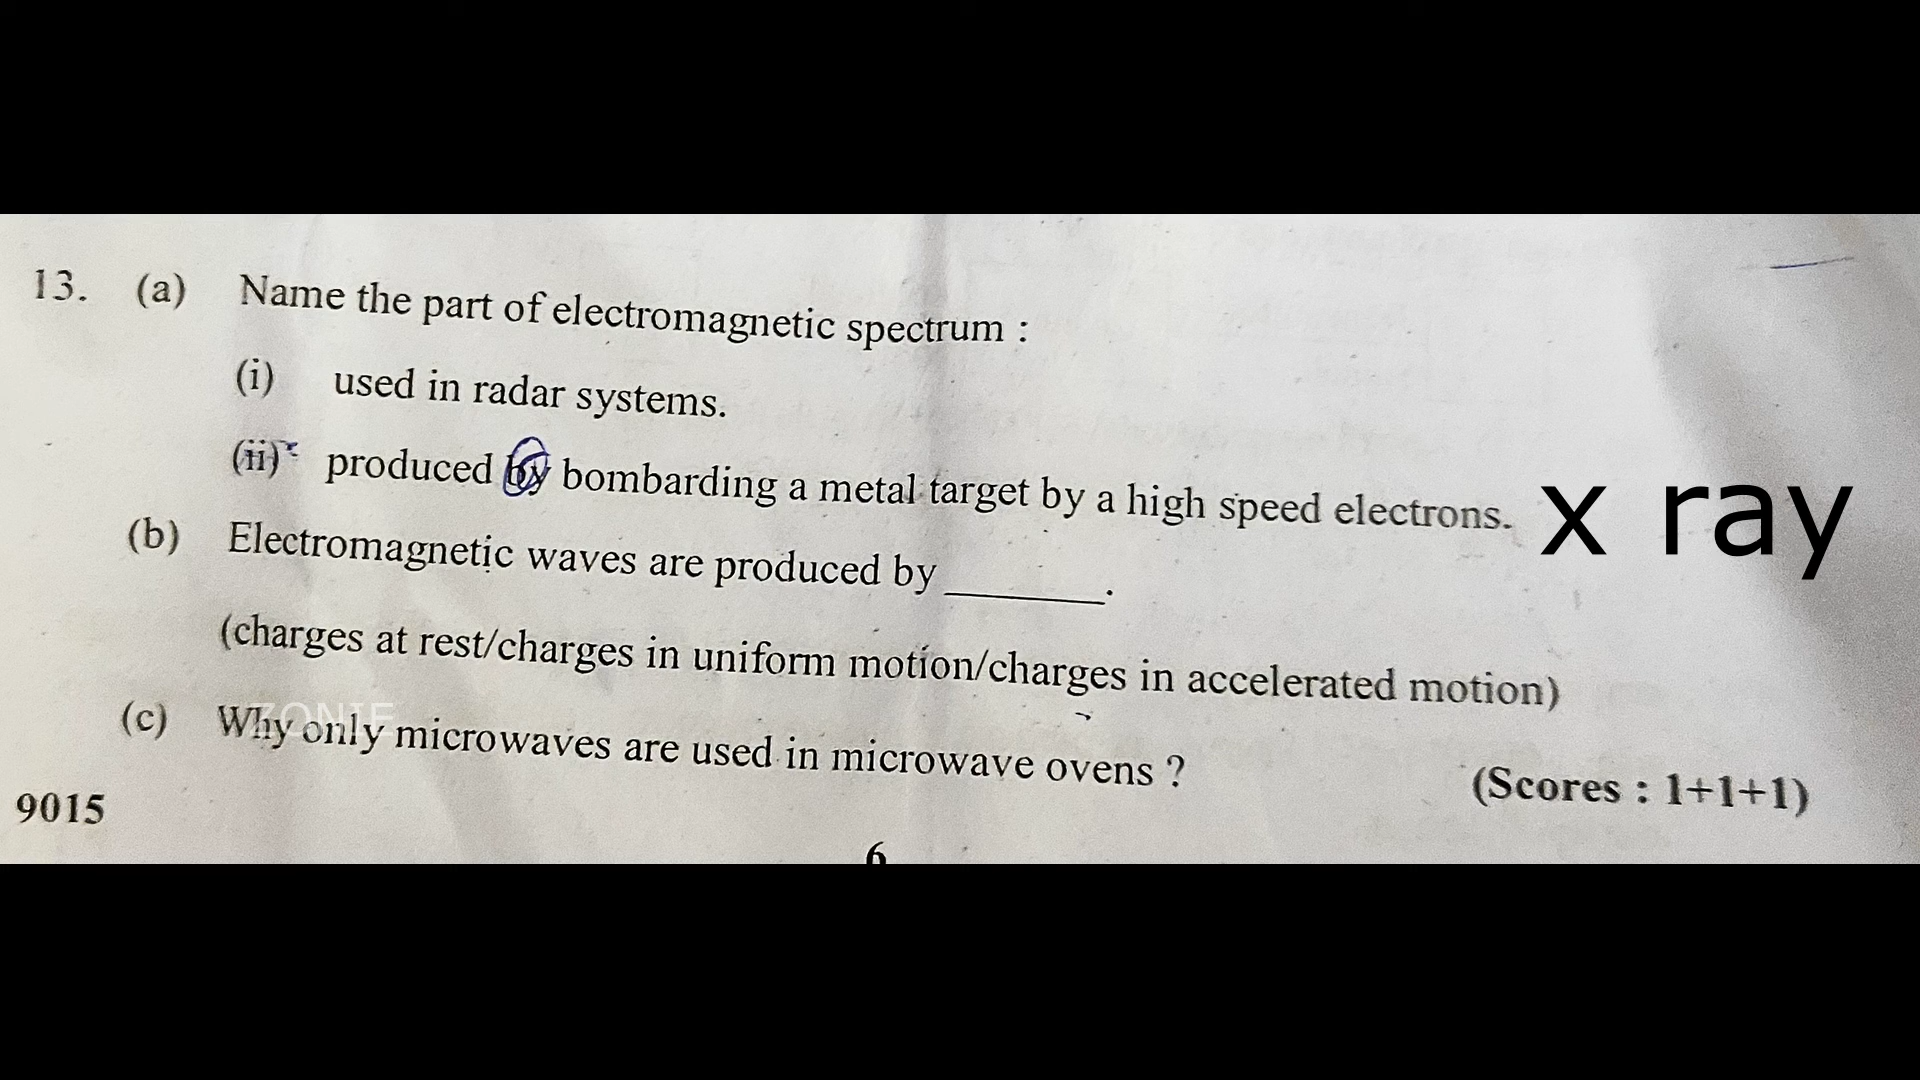 13. (a) Name the part of electromagnetic spectrum :
(i) used in radar systems.
(ii) produced by bombarding a metal target by a high speed electrons.
x ray
(b) Electromagnetic waves are produced by _______.
(charges at rest/charges in uniform motion/charges in accelerated motion)
(c) Why only microwaves are used in microwave ovens ?
ZONIE
(Scores : 1+1+1)
9015
6